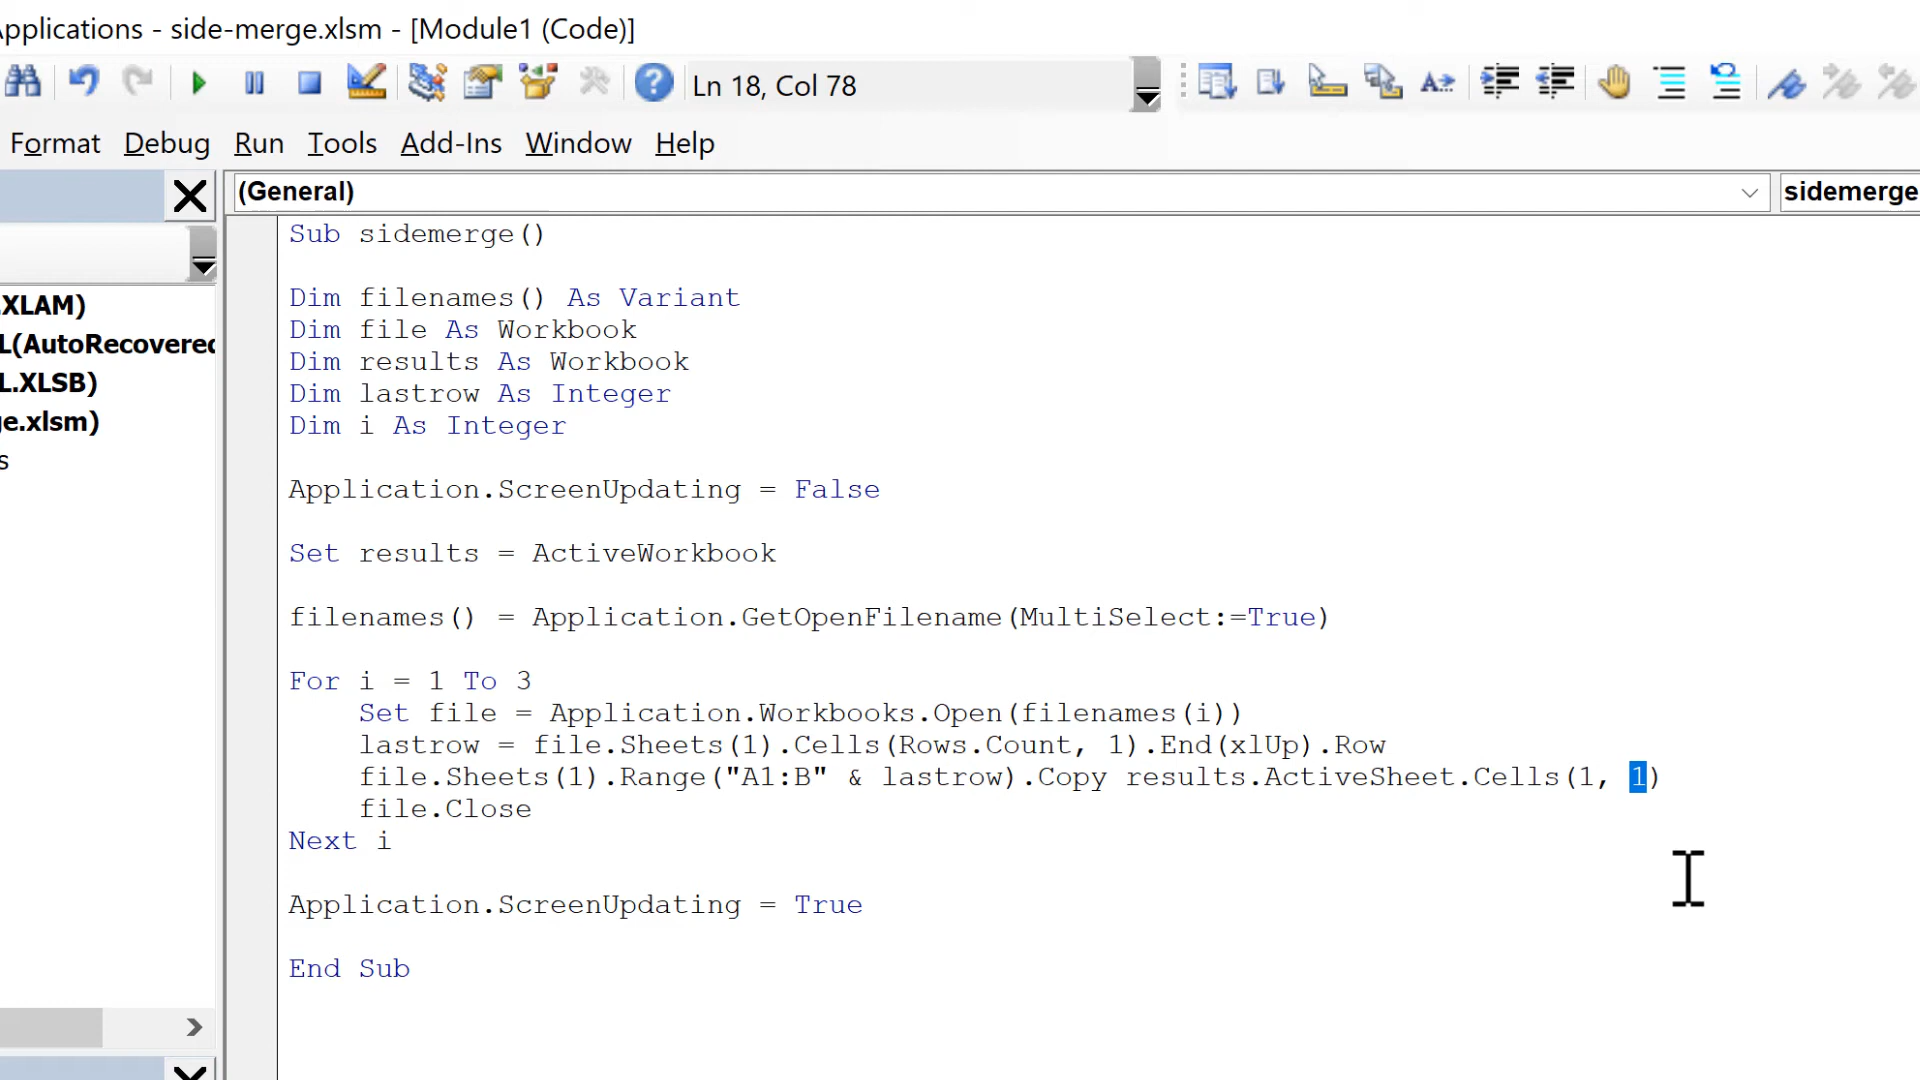 Applications - side-merge.xlsm - [Module1 (Code)]
Ln 18, Col 78
Format Debug Run Tools Add-Ins Window Help
(General)
sidemerge
.XLAM)
L(AutoRecovered
L.XLSB)
ge.xlsm)
s
Sub sidemerge()
Dim filenames() As Variant
Dim file As Workbook
Dim results As Workbook
Dim lastrow As Integer
Dim i As Integer
Application.ScreenUpdating = False
Set results = ActiveWorkbook
filenames() = Application.GetOpenFilename(MultiSelect:=True)
For i = 1 To 3
Set file = Application.Workbooks.Open(filenames(i))
lastrow = file.Sheets(1).Cells(Rows.Count, 1).End(xlUp).Row
file.Sheets(1).Range("A1:B" & lastrow).Copy results.ActiveSheet.Cells(1, 1)
file.Close
Next i
Application.ScreenUpdating = True
End Sub